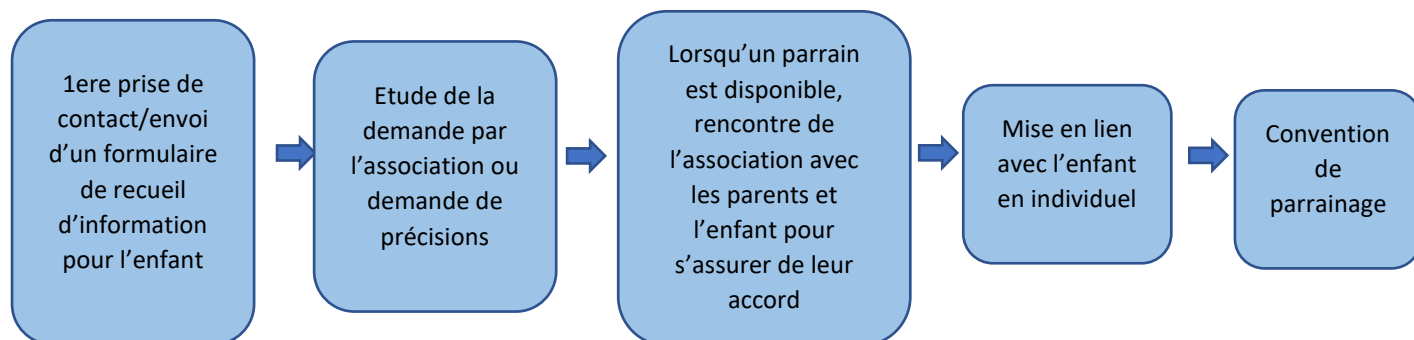 1ere prise de
contact/envoi
d’un formulaire
de recueil
d’information
pour l’enfant
Etude de la
demande par
l’association ou
demande de
précisions
Lorsqu’un parrain
est disponible,
rencontre de
l’association avec
les parents et
l’enfant pour
s’assurer de leur
accord
Mise en lien
avec l’enfant
en individuel
Convention
de
parrainage